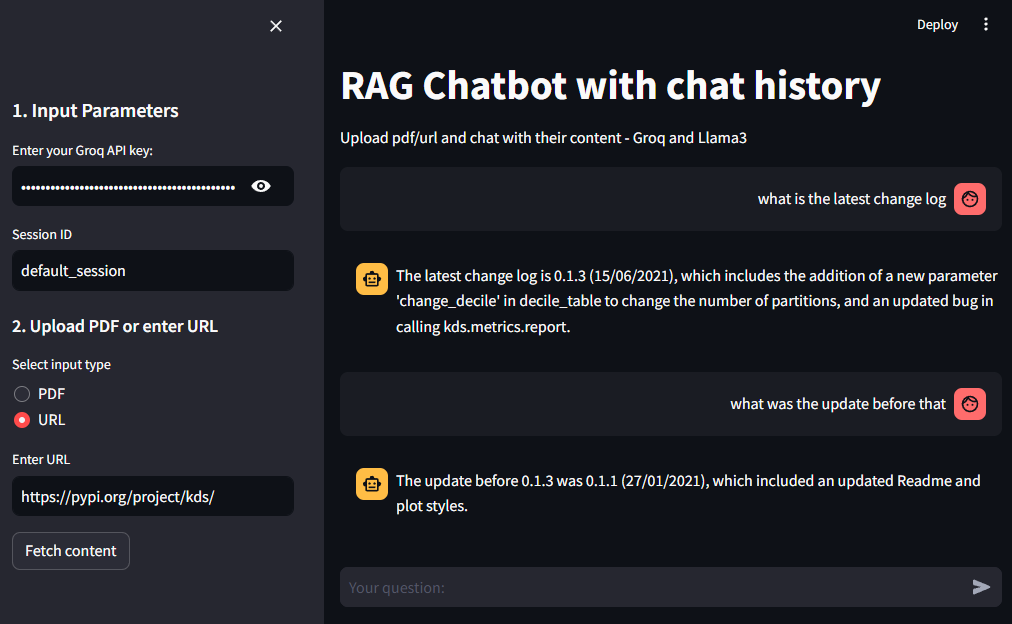 1. Input Parameters
Enter your Groq API key:
Session ID
default_session
2. Upload PDF or enter URL
Select input type
PDF
URL
Enter URL
https://pypi.org/project/kds/
Fetch content
Deploy
RAG Chatbot with chat history
Upload pdf/url and chat with their content - Groq and Llama3
what is the latest change log
The latest change log is 0.1.3 (15/06/2021), which includes the addition of a new parameter
'change_decile' in decile_table to change the number of partitions, and an updated bug in
calling kds.metrics.report.
what was the update before that
The update before 0.1.3 was 0.1.1 (27/01/2021), which included an updated Readme and
plot styles.
Your question: